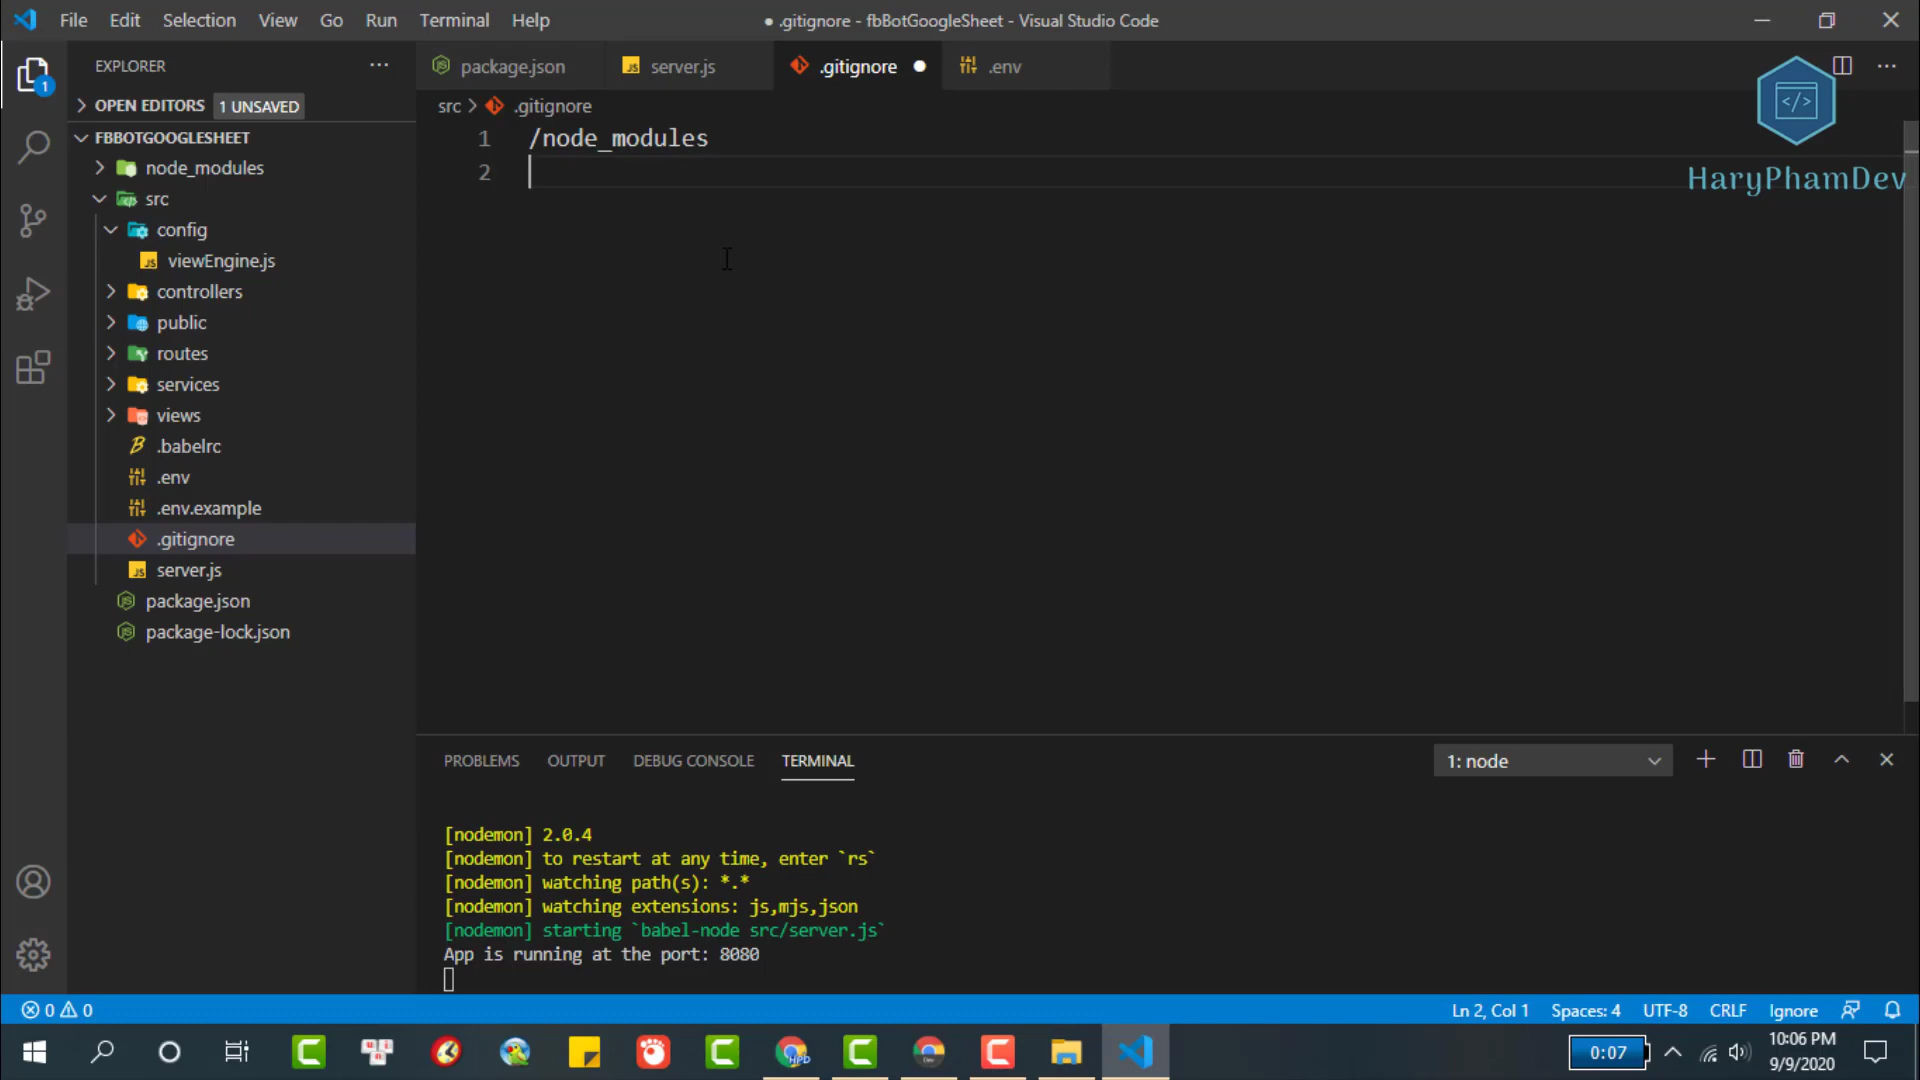 File Edit Selection View Go Run Terminal Help
● .gitignore - fbBotGoogleSheet - Visual Studio Code
EXPLORER
OPEN EDITORS 1 UNSAVED
FBBOTGOOGLESHEET
node_modules
src
config
viewEngine.js
controllers
public
routes
services
views
.babelrc
.env
.env.example
.gitignore
server.js
package.json
package-lock.json
1
package.json server.js .gitignore .env
src > .gitignore
1 /node_modules
2
</>
HaryPhamDev
PROBLEMS OUTPUT DEBUG CONSOLE TERMINAL
1: node
[nodemon] 2.0.4
[nodemon] to restart at any time, enter `rs`
[nodemon] watching path(s): *.*
[nodemon] watching extensions: js,mjs,json
[nodemon] starting `babel-node src/server.js`
App is running at the port: 8080
0 0
Ln 2, Col 1 Spaces: 4 UTF-8 CRLF Ignore
0:07
10:06 PM
9/9/2020